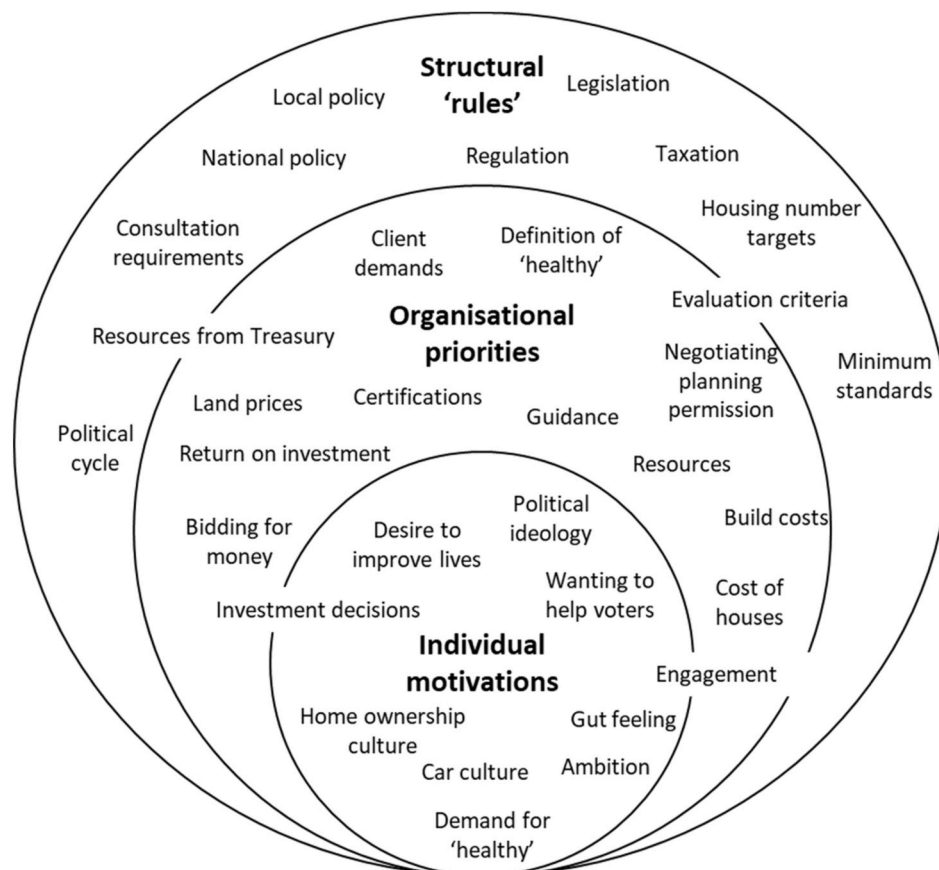 Structural
'rules'
Legislation
Local policy
National policy
Regulation
Taxation
Consultation
requirements
Housing number
targets
Client
demands
Definition of
'healthy'
Evaluation criteria
Resources from Treasury
Organisational
priorities
Negotiating
planning
permission
Minimum
standards
Land prices
Certifications
Guidance
Political
cycle
Return on investment
Resources
Bidding for
money
Desire to
improve lives
Political
ideology
Build costs
Investment decisions
Wanting to
help voters
Cost of
houses
Individual
motivations
Engagement
Home ownership
culture
Gut feeling
Car culture
Ambition
Demand for
'healthy'